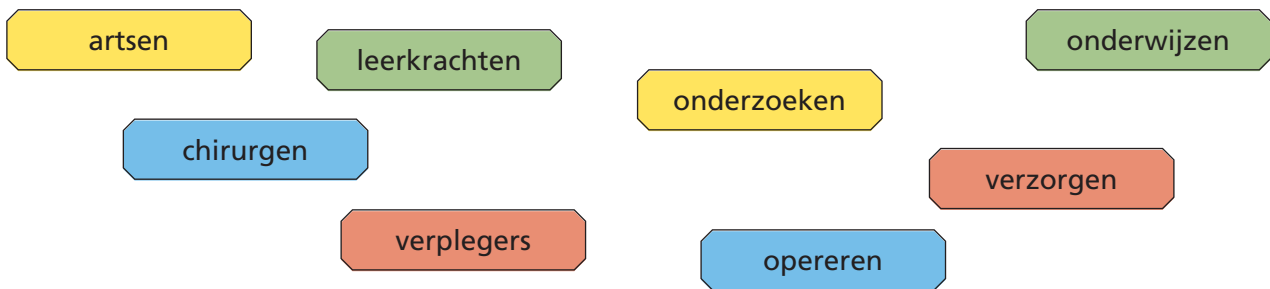 artsen
leerkrachten
chirurgen
verplegers
onderwijzen
onderzoeken
verzorgen
opereren